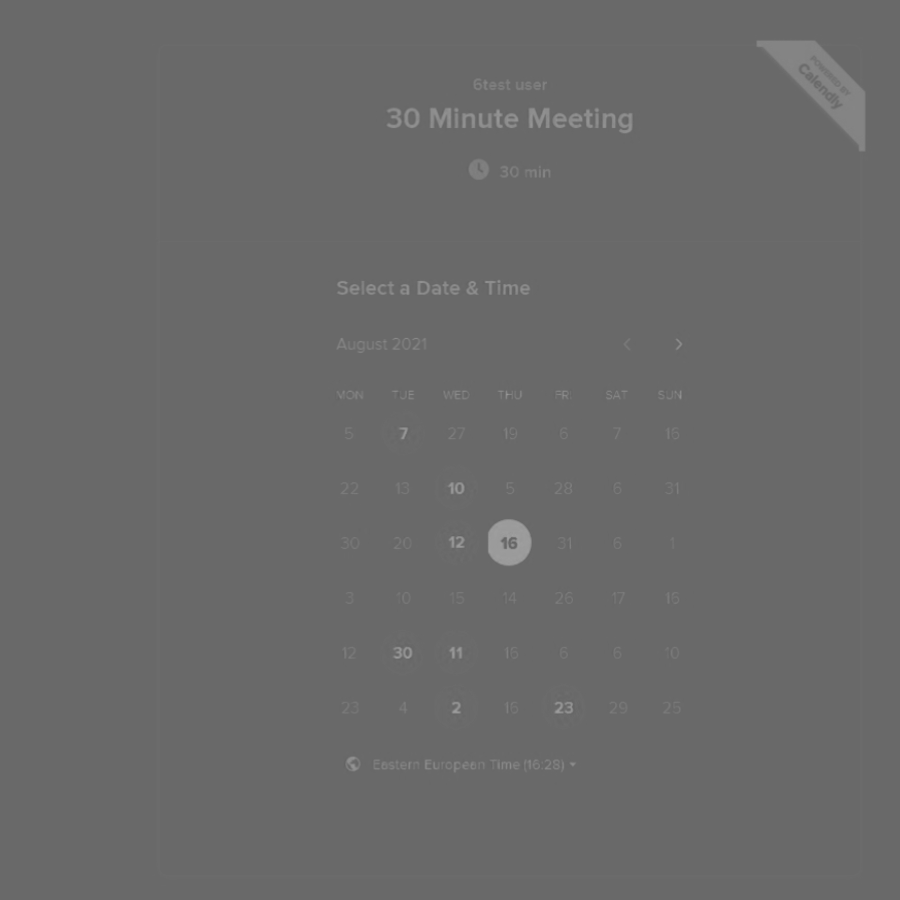 POWERED BY
Calendly
6test user
30 Minute Meeting
30 min
Select a Date & Time
August 2021
MON TUE WED THU FRI SAT SUN
5 7 27 19 6 7 16
22 13 10 5 28 6 31
30 20 12 16 31 6 1
3 10 15 14 26 17 16
12 30 11 15 6 6 10
23 4 2 15 23 29 25
Eastern European Time (16:28)